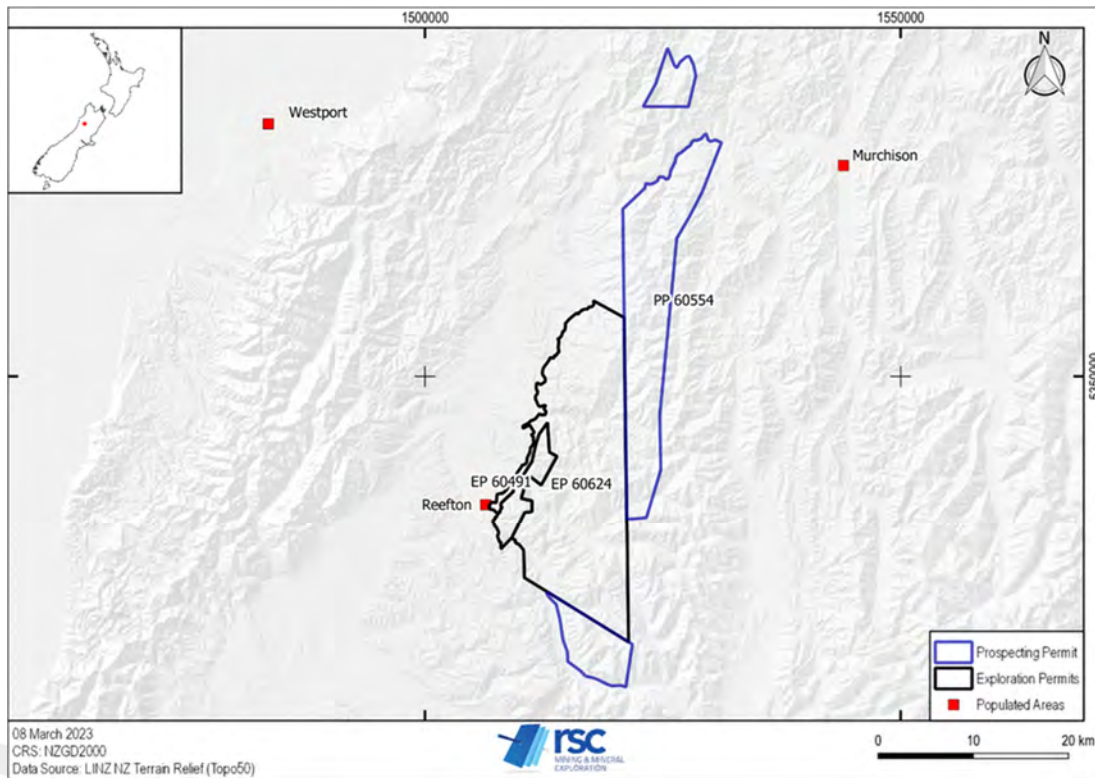 1500000
1550000
N
Westport
Murchison
PP 60554
5350000
EP 60491
EP 60624
Reefton
Prospecting Permit
Exploration Permits
Populated Areas
08 March 2023
CRS: NZGD2000
Data Source: LINZ NZ Terrain Relief (Topo50)
rsc
MINING & MINERAL
EXPLORATION
0
10
20 km